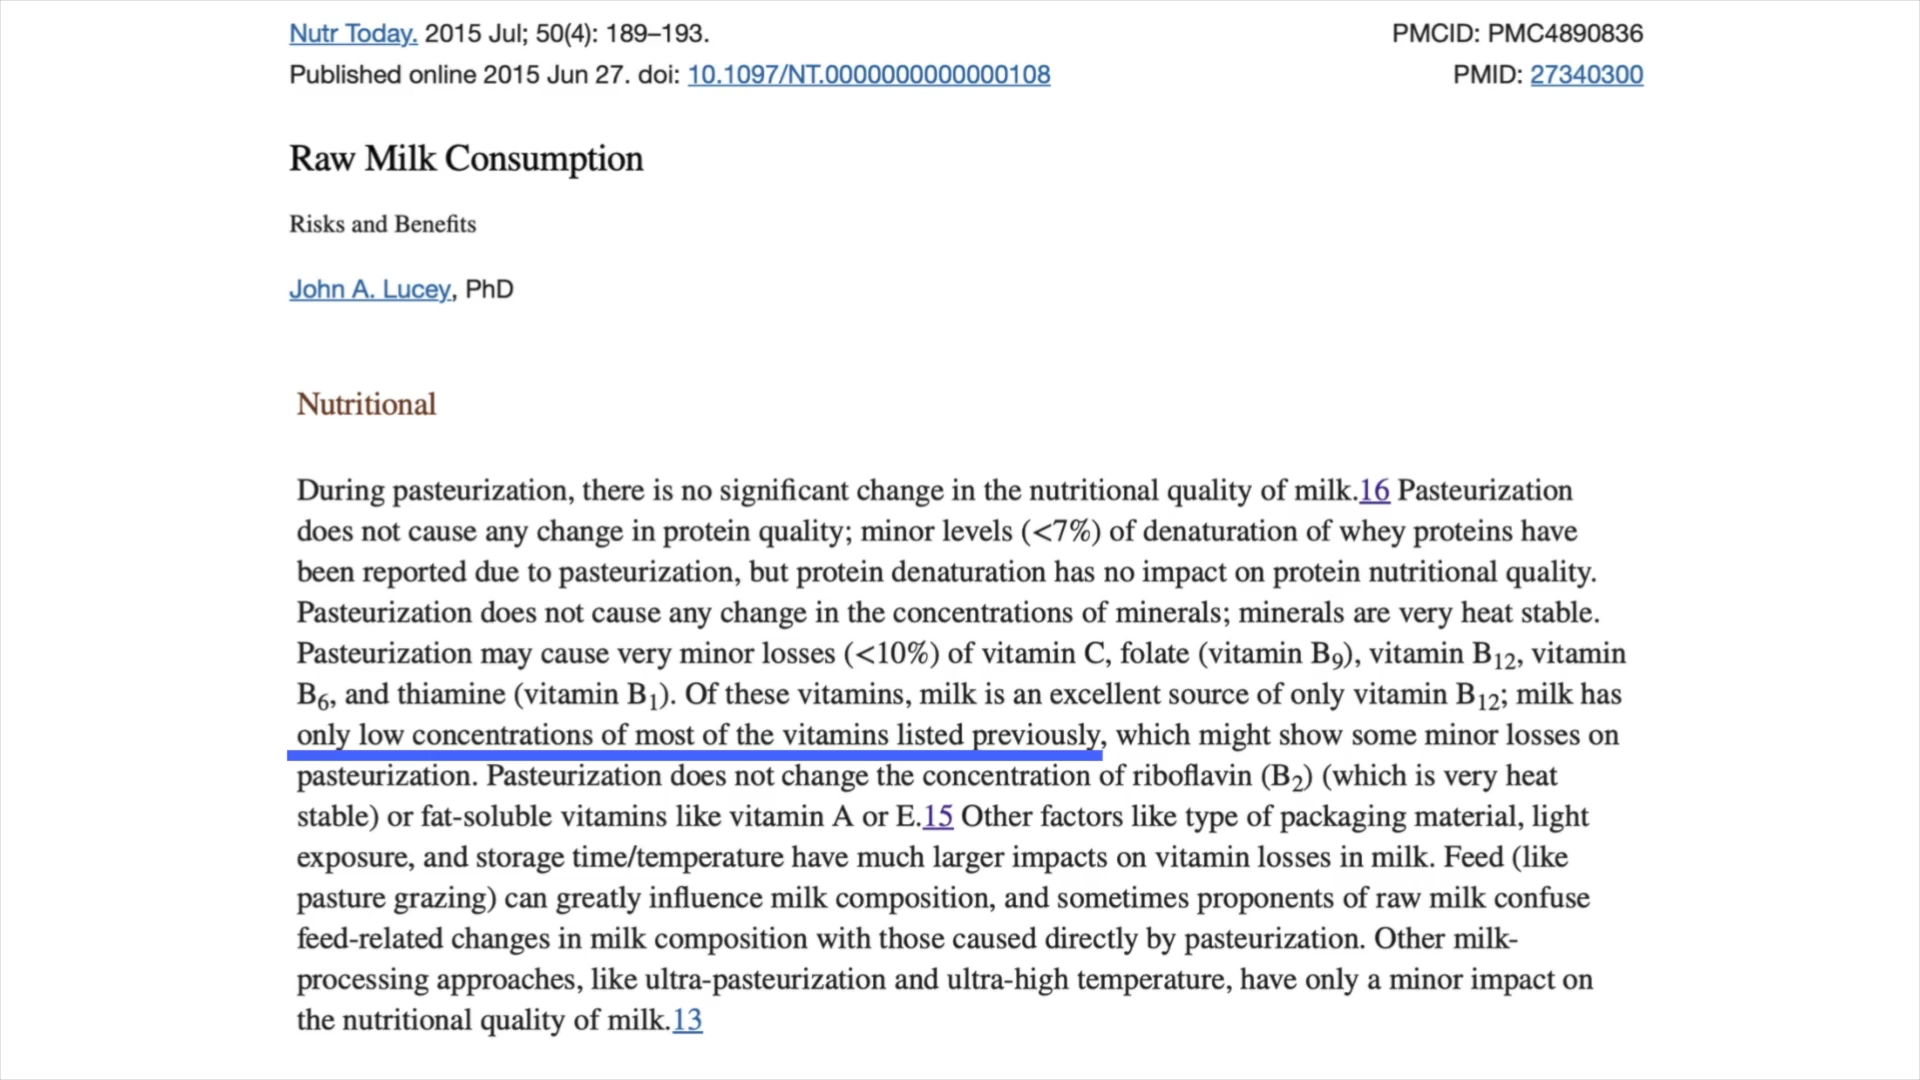 Nutr Today. 2015 Jul; 50(4): 189–193.
PMCID: PMC4890836
Published online 2015 Jun 27. doi: 10.1097/NT.0000000000000108
PMID: 27340300
Raw Milk Consumption
Risks and Benefits
John A. Lucey, PhD
Nutritional
During pasteurization, there is no significant change in the nutritional quality of milk.16 Pasteurization
does not cause any change in protein quality; minor levels (<7%) of denaturation of whey proteins have
been reported due to pasteurization, but protein denaturation has no impact on protein nutritional quality.
Pasteurization does not cause any change in the concentrations of minerals; minerals are very heat stable.
Pasteurization may cause very minor losses (<10%) of vitamin C, folate (vitamin B9), vitamin B12, vitamin
B6, and thiamine (vitamin B1). Of these vitamins, milk is an excellent source of only vitamin B12; milk has
only low concentrations of most of the vitamins listed previously, which might show some minor losses on
pasteurization. Pasteurization does not change the concentration of riboflavin (B2) (which is very heat
stable) or fat-soluble vitamins like vitamin A or E.15 Other factors like type of packaging material, light
exposure, and storage time/temperature have much larger impacts on vitamin losses in milk. Feed (like
pasture grazing) can greatly influence milk composition, and sometimes proponents of raw milk confuse
feed-related changes in milk composition with those caused directly by pasteurization. Other milk-
processing approaches, like ultra-pasteurization and ultra-high temperature, have only a minor impact on
the nutritional quality of milk.13